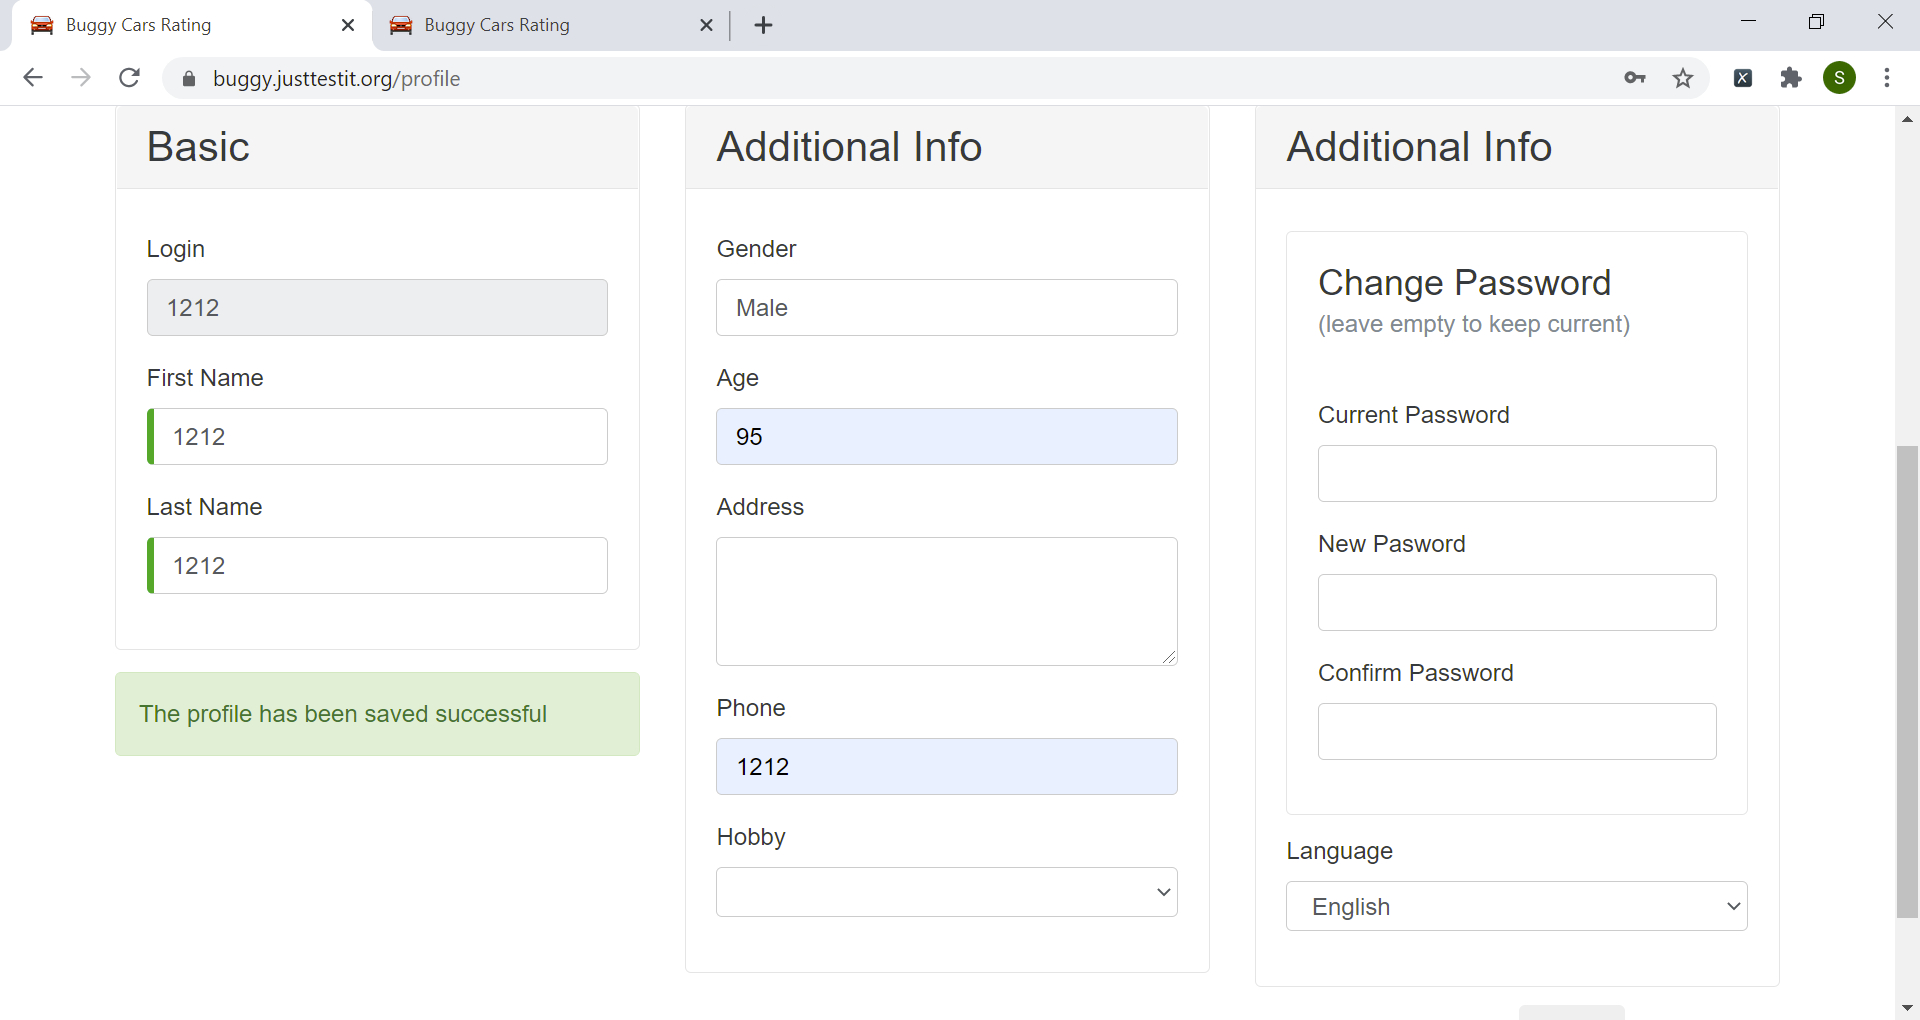 Buggy Cars Rating
Buggy Cars Rating
buggy.justtestit.org/profile
X
S
Basic
Login
1212
First Name
1212
Last Name
1212
The profile has been saved successful
Additional Info
Gender
Male
Age
95
Address
Phone
1212
Hobby
Additional Info
Change Password
(leave empty to keep current)
Current Password
New Pasword
Confirm Password
Language
English